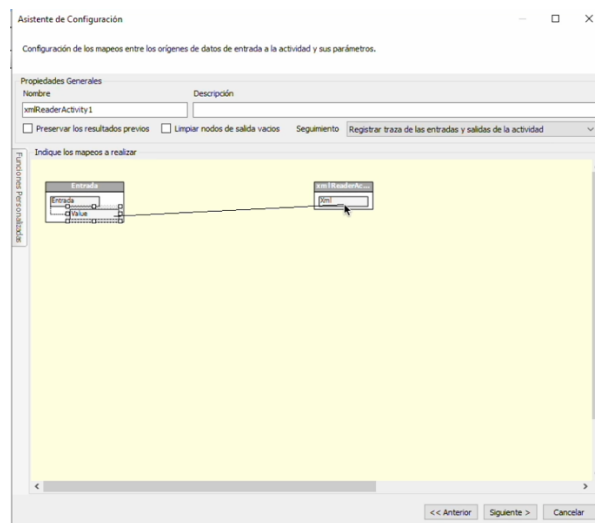 Asistente de Configuración
Configuración de los mapeos entre los orígenes de datos de entrada a la actividad y sus parámetros.
Propiedades Generales
Nombre Descripción
xmlReaderActivity1
Preservar los resultados previos Limpiar nodos de salida vacios Seguimiento Registrar traza de las entradas y salidas de la actividad
Indique los mapeos a realizar
Funciones Personalizadas
Entrada xmlReaderAc...
Entrada Xml
Value
<< Anterior Siguiente > Cancelar